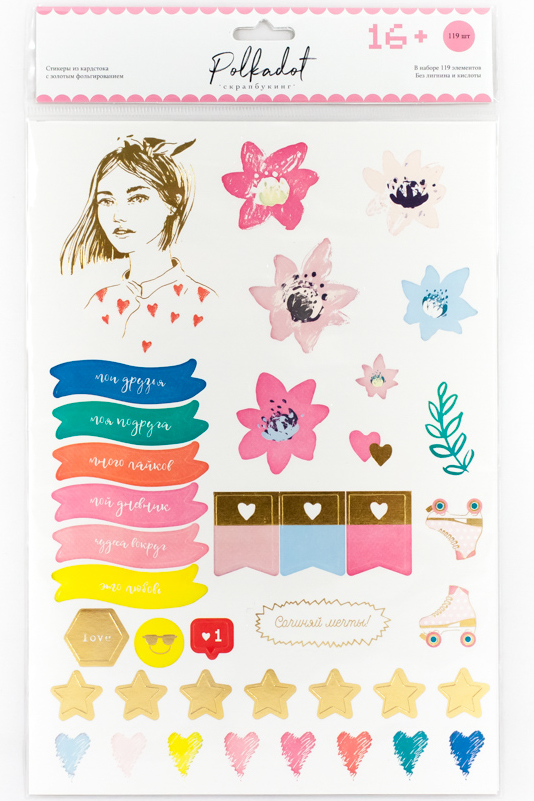 16+
119 шт
Стикеры из кардстока
с золотым фольгированием
Polkadot
'скрапбукинг'
В наборе 119 элементов
Без лигнина и кислоты
мои друзья
моя подруга
много лайков
мой дневник
чудеса вокруг
это любовь
love
1
Сочиняй мечты!